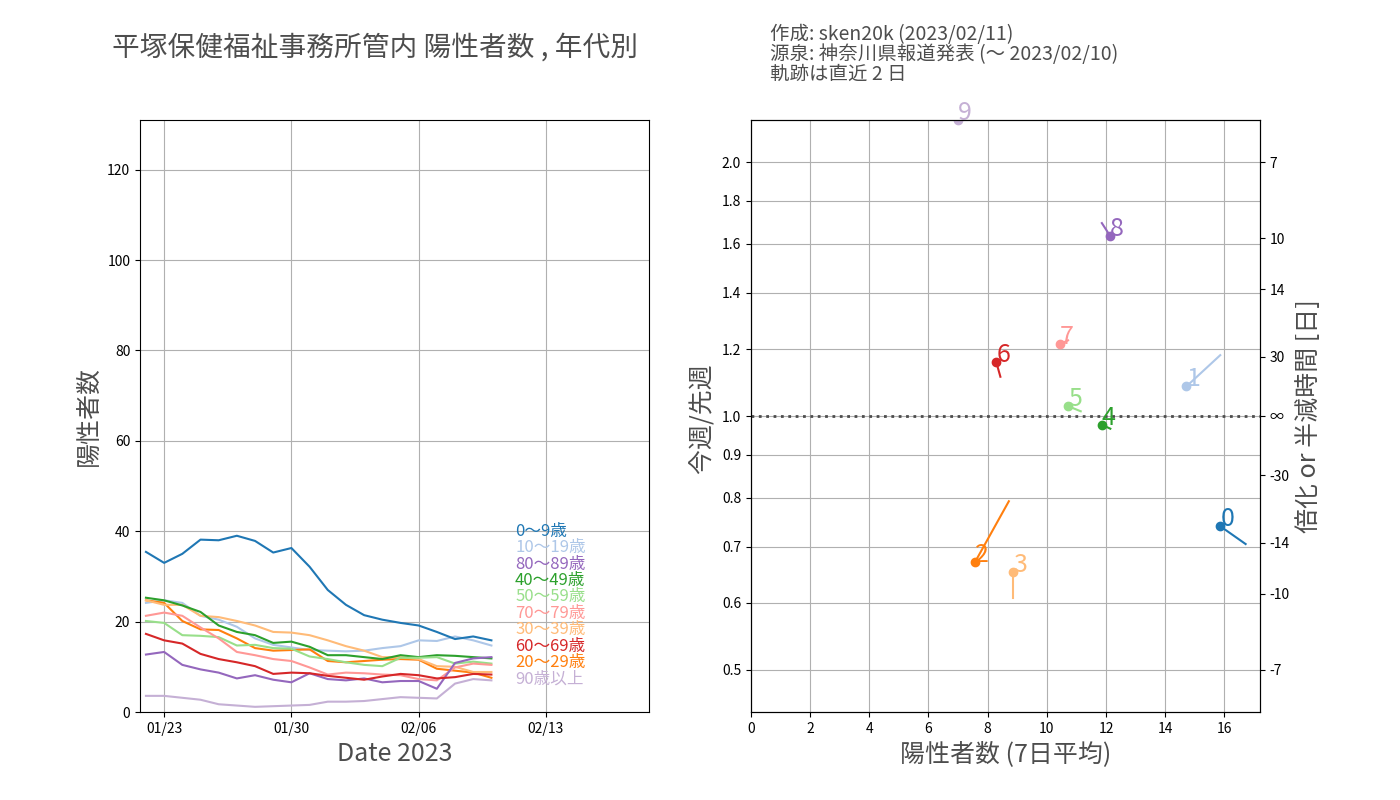 平塚保健福祉事務所管内 陽性者数 , 年代別
作成: sken20k (2023/02/11)
源泉: 神奈川県報道発表 (～ 2023/02/10)
軌跡は直近 2 日
陽性者数
120
100
80
60
40
20
0
01/23
01/30
02/06
02/13
Date 2023
0～9歳
10～19歳
80～89歳
40～49歳
50～59歳
70～79歳
30～39歳
60～69歳
20～29歳
90歳以上
今週/先週
2.0
1.8
1.6
1.4
1.2
1.0
0.9
0.8
0.7
0.6
0.5
9
8
7
6
1
5
4
0
2
3
0
2
4
6
8
10
12
14
16
陽性者数 (7日平均)
7
10
14
30
∞
-30
-14
-10
-7
倍化 or 半減時間 [日]